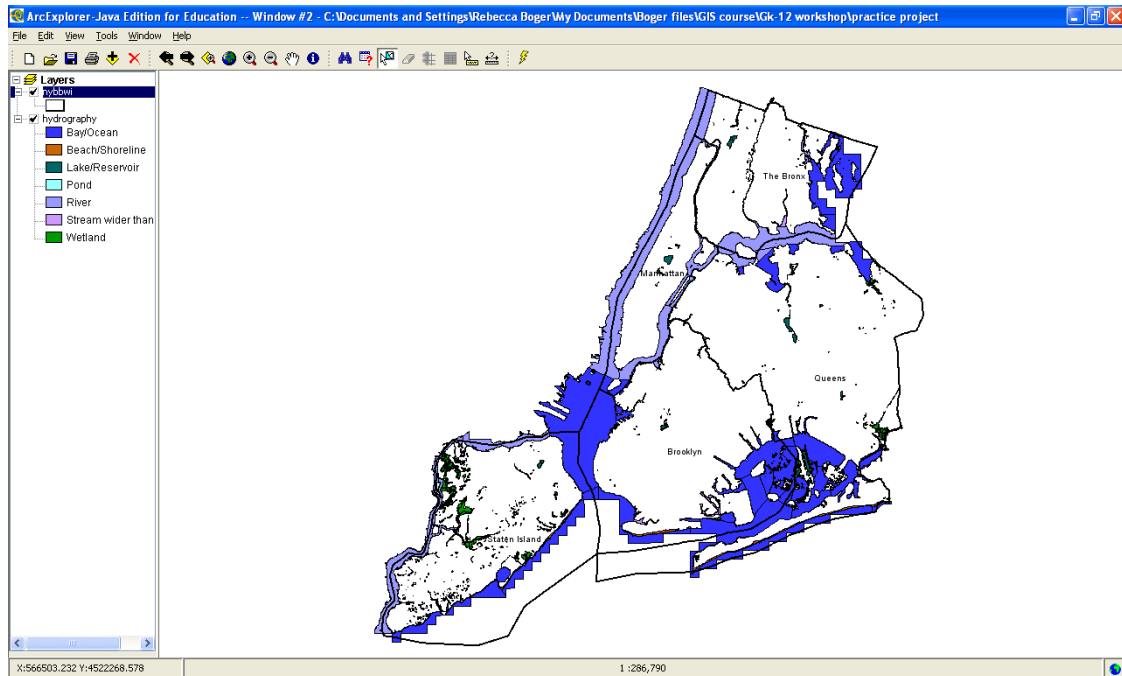 ArcExplorer-Java Edition for Education -- Window #2 - C:\Documents and Settings\Rebecca Boger\My Documents\Boger files\GIS course\Gk-12 workshop\practice project
File Edit View Tools Window Help
Layers
nybbwi
hydrography
Bay/Ocean
Beach/Shoreline
Lake/Reservoir
Pond
River
Stream wider than
Wetland
The Bronx
Manhattan
Queens
Brooklyn
Staten Island
X:566503.232 Y:4522268.578
1 :286,790